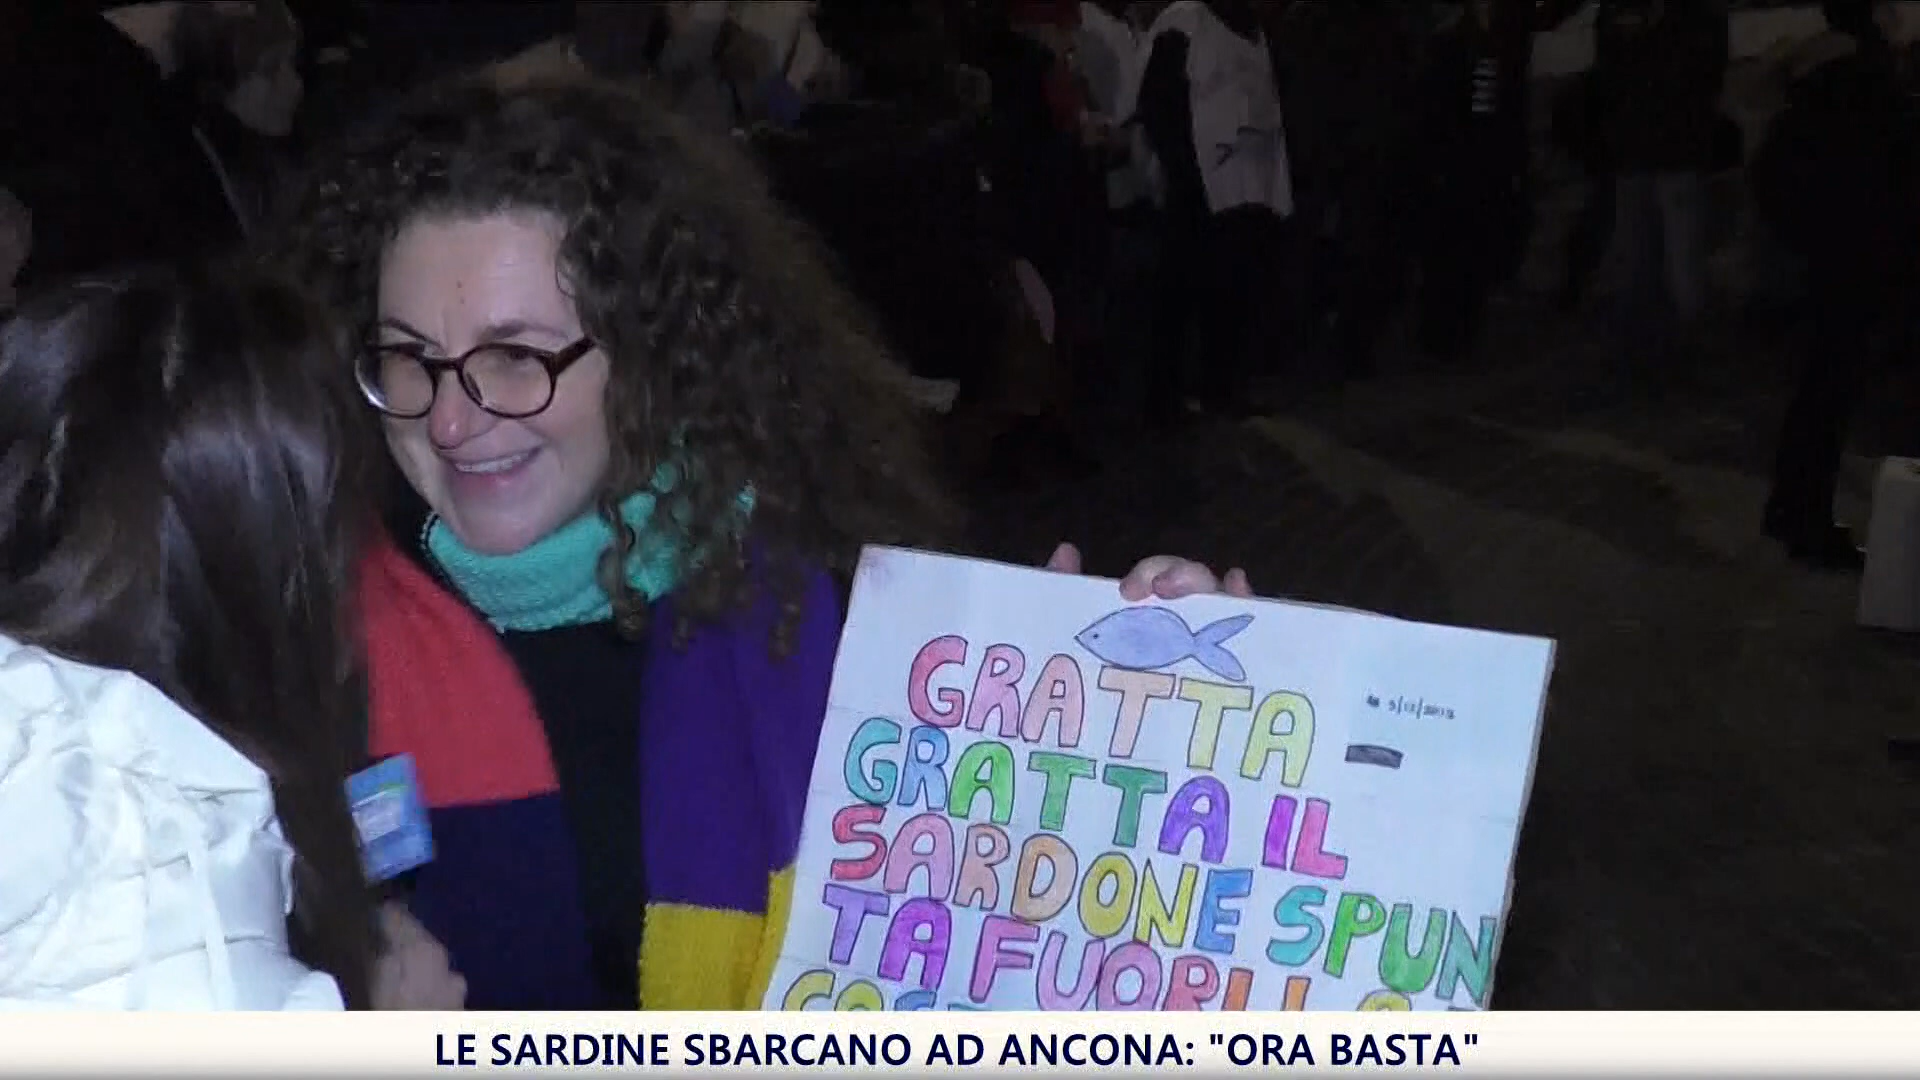 GRATTA -
GRATTA IL
SARDONE SPUN
TA FUORI LA
LE SARDINE SBARCANO AD ANCONA: "ORA BASTA"